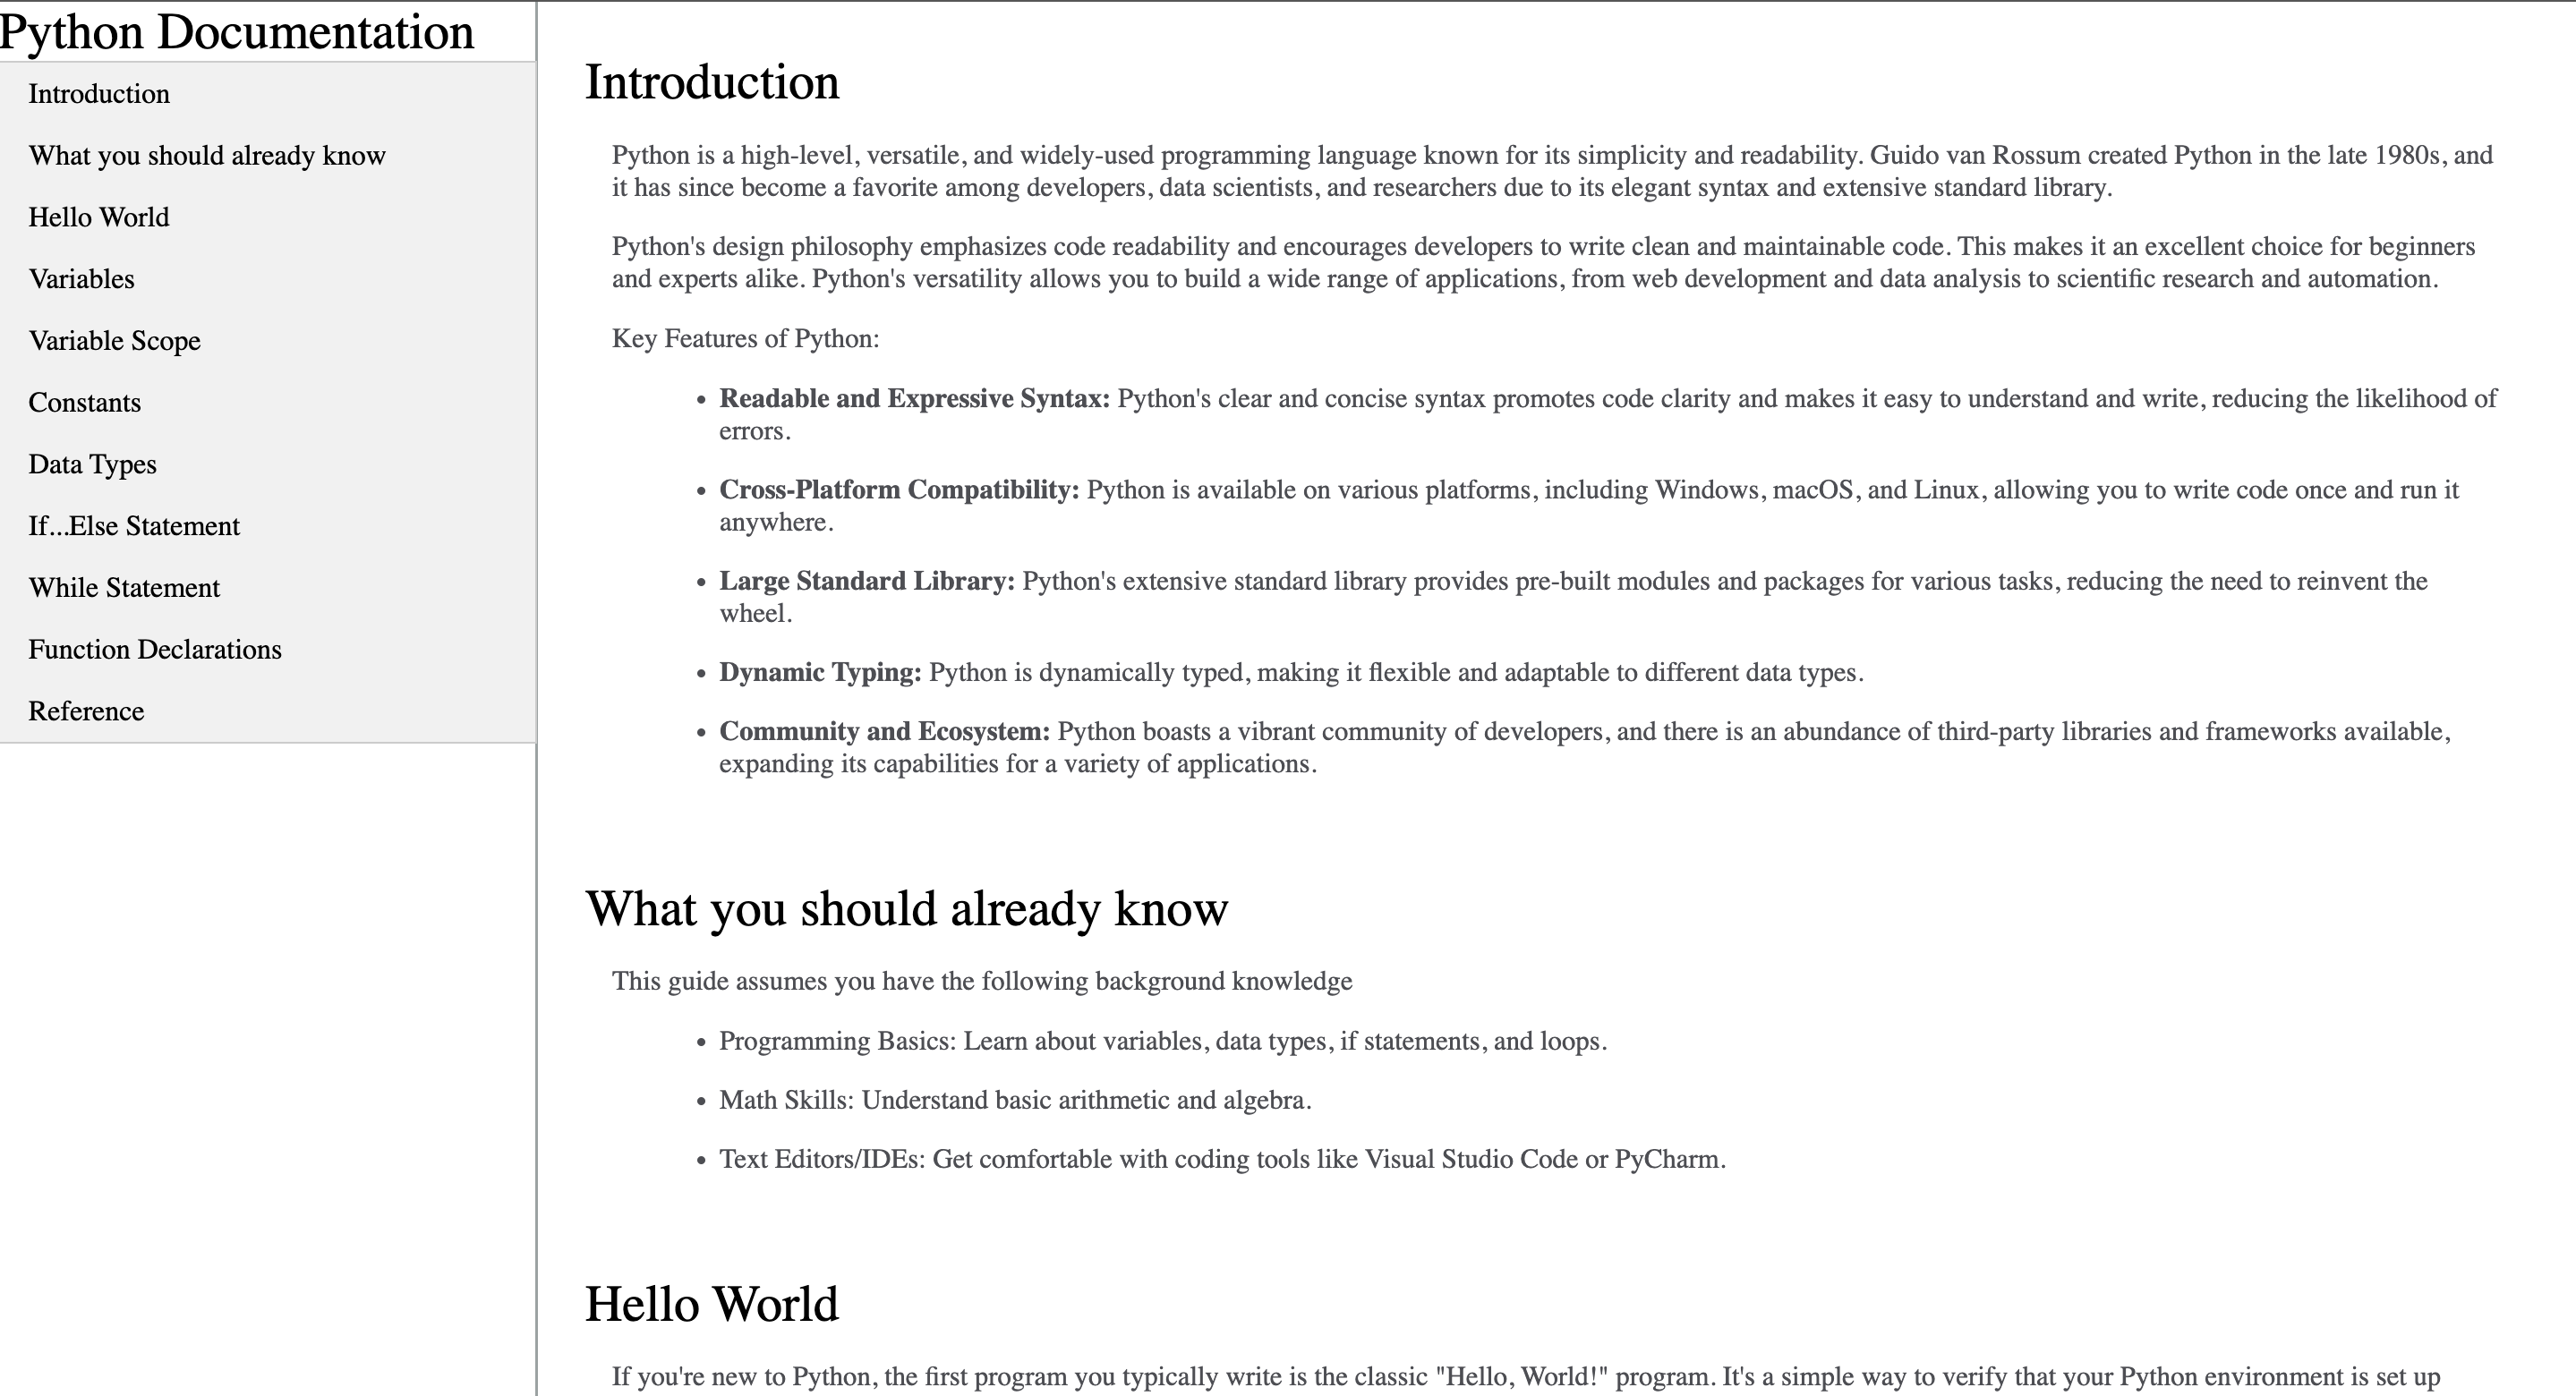 Python Documentation
Introduction
What you should already know
Hello World
Variables
Variable Scope
Constants
Data Types
If...Else Statement
While Statement
Function Declarations
Reference
Introduction
Python is a high-level, versatile, and widely-used programming language known for its simplicity and readability. Guido van Rossum created Python in the late 1980s, and
it has since become a favorite among developers, data scientists, and researchers due to its elegant syntax and extensive standard library.
Python's design philosophy emphasizes code readability and encourages developers to write clean and maintainable code. This makes it an excellent choice for beginners
and experts alike. Python's versatility allows you to build a wide range of applications, from web development and data analysis to scientific research and automation.
Key Features of Python:
• Readable and Expressive Syntax: Python's clear and concise syntax promotes code clarity and makes it easy to understand and write, reducing the likelihood of
errors.
• Cross-Platform Compatibility: Python is available on various platforms, including Windows, macOS, and Linux, allowing you to write code once and run it
anywhere.
• Large Standard Library: Python's extensive standard library provides pre-built modules and packages for various tasks, reducing the need to reinvent the
wheel.
• Dynamic Typing: Python is dynamically typed, making it flexible and adaptable to different data types.
• Community and Ecosystem: Python boasts a vibrant community of developers, and there is an abundance of third-party libraries and frameworks available,
expanding its capabilities for a variety of applications.
What you should already know
This guide assumes you have the following background knowledge
• Programming Basics: Learn about variables, data types, if statements, and loops.
• Math Skills: Understand basic arithmetic and algebra.
• Text Editors/IDEs: Get comfortable with coding tools like Visual Studio Code or PyCharm.
Hello World
If you're new to Python, the first program you typically write is the classic "Hello, World!" program. It's a simple way to verify that your Python environment is set up